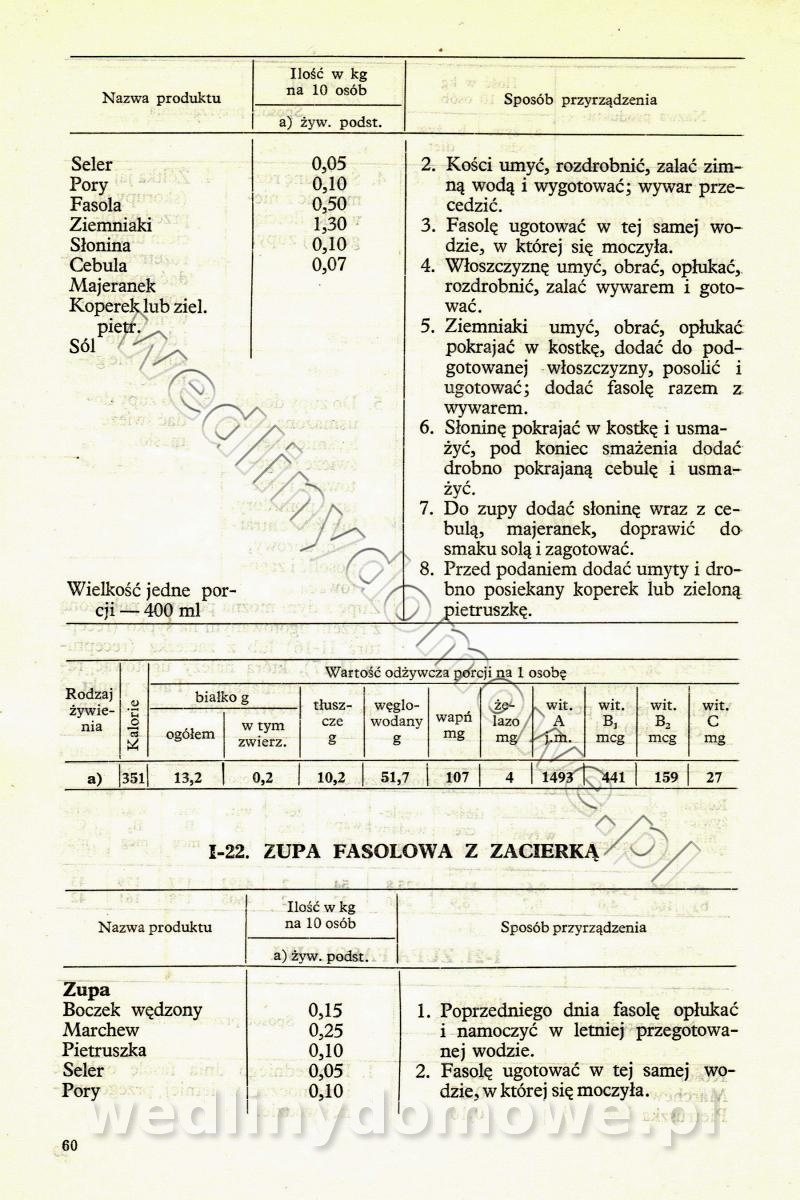 Nazwa produktu
Ilość w kg
na 10 osób
a) żyw. podst.
Sposób przyrządzenia
Seler 0,05
Pory 0,10
Fasola 0,50
Ziemniaki 1,30
Słonina 0,10
Cebula 0,07
Majeranek
Koperek lub ziel.
pietr.
Sól
Wielkość jedne por-
cji — 400 ml
2. Kości umyć, rozdrobnić, zalać zim-
ną wodą i wygotować; wywar prze-
cedzić.
3. Fasolę ugotować w tej samej wo-
dzie, w której się moczyła.
4. Włoszczyznę umyć, obrać, opłukać,
rozdrobnić, zalać wywarem i goto-
wać.
5. Ziemniaki umyć, obrać, opłukać
pokrajać w kostkę, dodać do pod-
gotowanej włoszczyzny, posolić i
ugotować; dodać fasolę razem z
wywarem.
6. Słoninę pokrajać w kostkę i usma-
żyć, pod koniec smażenia dodać
drobno pokrajaną cebulę i usma-
żyć.
7. Do zupy dodać słoninę wraz z ce-
bulą, majeranek, doprawić do
smaku solą i zagotować.
8. Przed podaniem dodać umyty i dro-
bno posiekany koperek lub zieloną
pietruszkę.
Rodzaj
żywie-
nia
Kalorie
Wartość odżywcza porcji na 1 osobę
białko g
ogółem
w tym
zwierz.
tłusz-
cze
g
węglo-
wodany
g
wapń
mg
że-
lazo
mg
wit.
A
j.m.
wit.
B₁
mcg
wit.
B₂
mcg
wit.
C
mg
a) 351 13,2 0,2 10,2 51,7 107 4 1493 441 159 27
I-22. ZUPA FASOLOWA Z ZACIERKĄ
Nazwa produktu
Ilość w kg
na 10 osób
a) żyw. podst.
Sposób przyrządzenia
Zupa
Boczek wędzony 0,15
Marchew 0,25
Pietruszka 0,10
Seler 0,05
Pory 0,10
1. Poprzedniego dnia fasolę opłukać
i namoczyć w letniej przegotowa-
nej wodzie.
2. Fasolę ugotować w tej samej wo-
dzie, w której się moczyła.
60
wedlinydomowe.pl
wedlinydomowe.pl